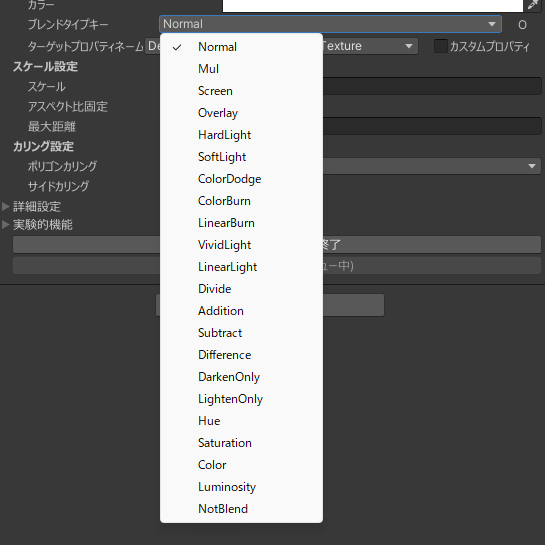 カラー
ブレンドタイプキー Normal O
ターゲットプロパティネーム De Texture カスタムプロパティ
Normal
Mul
Screen
Overlay
HardLight
SoftLight
ColorDodge
ColorBurn
LinearBurn
VividLight
LinearLight
Divide
Addition
Subtract
Difference
DarkenOnly
LightenOnly
Hue
Saturation
Color
Luminosity
NotBlend
スケール設定
スケール
アスペクト比固定
最大距離
カリング設定
ポリゴンカリング
サイドカリング
詳細設定
実験的機能
終了
ュー中)